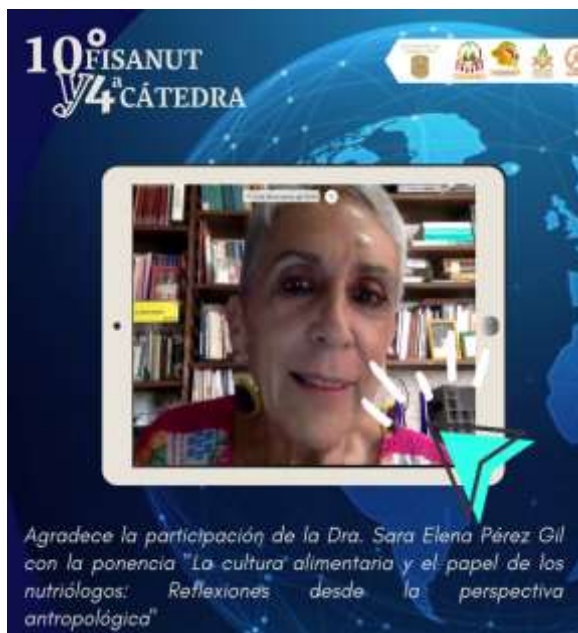 10° FISANUT
y 4ª CÁTEDRA
Agradece la participación de la Dra. Sara Elena Pérez Gil
con la ponencia "La cultura alimentaria y el papel de los
nutriólogos: Reflexiones desde la perspectiva
antropológica"